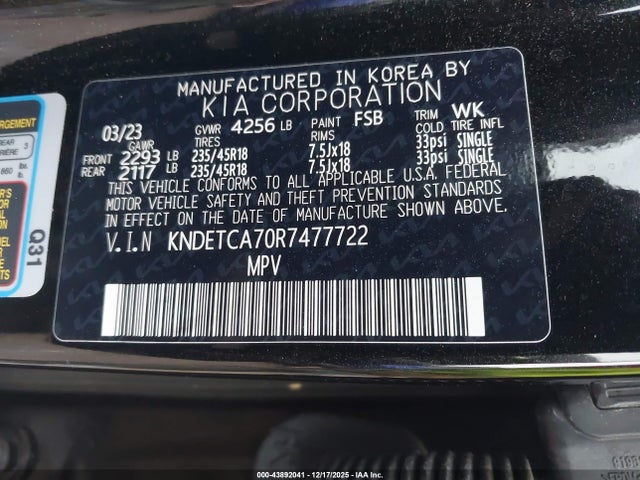 MANUFACTURED IN KOREA BY
KIA CORPORATION
03/23 GVWR 4256 LB PAINT FSB TRIM WK
GAWR TIRES RIMS COLD TIRE INFL
FRONT 2293 LB 235/45R18 7.5Jx18 33psi SINGLE
REAR 2117 LB 235/45R18 7.5Jx18 33psi SINGLE
THIS VEHICLE CONFORMS TO ALL APPLICABLE U.S.A. FEDERAL
MOTOR VEHICLE SAFETY AND THEFT PREVENTION STANDARDS
IN EFFECT ON THE DATE OF MANUFACTURE SHOWN ABOVE.
V.I.N KNDETCA70R7477722
MPV
Q31
00-43892041 - 12/17/2025 - IAA Inc.